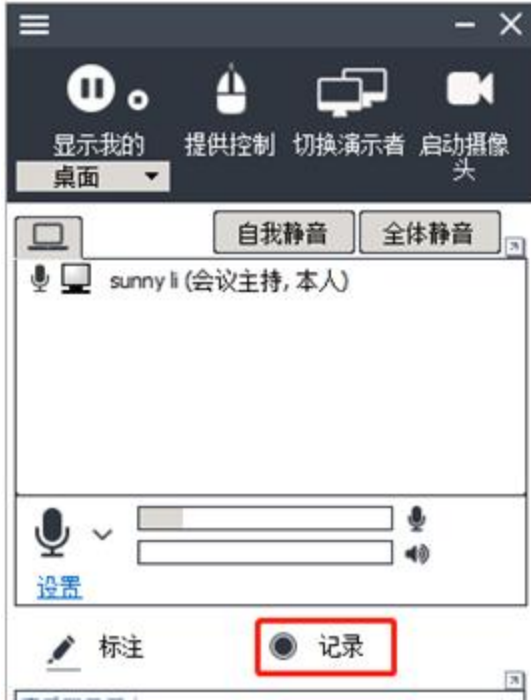 显示我的 提供控制 切换演示者 启动摄像头
桌面
自我静音 全体静音
sunny li (会议主持, 本人)
设置
标注 记录